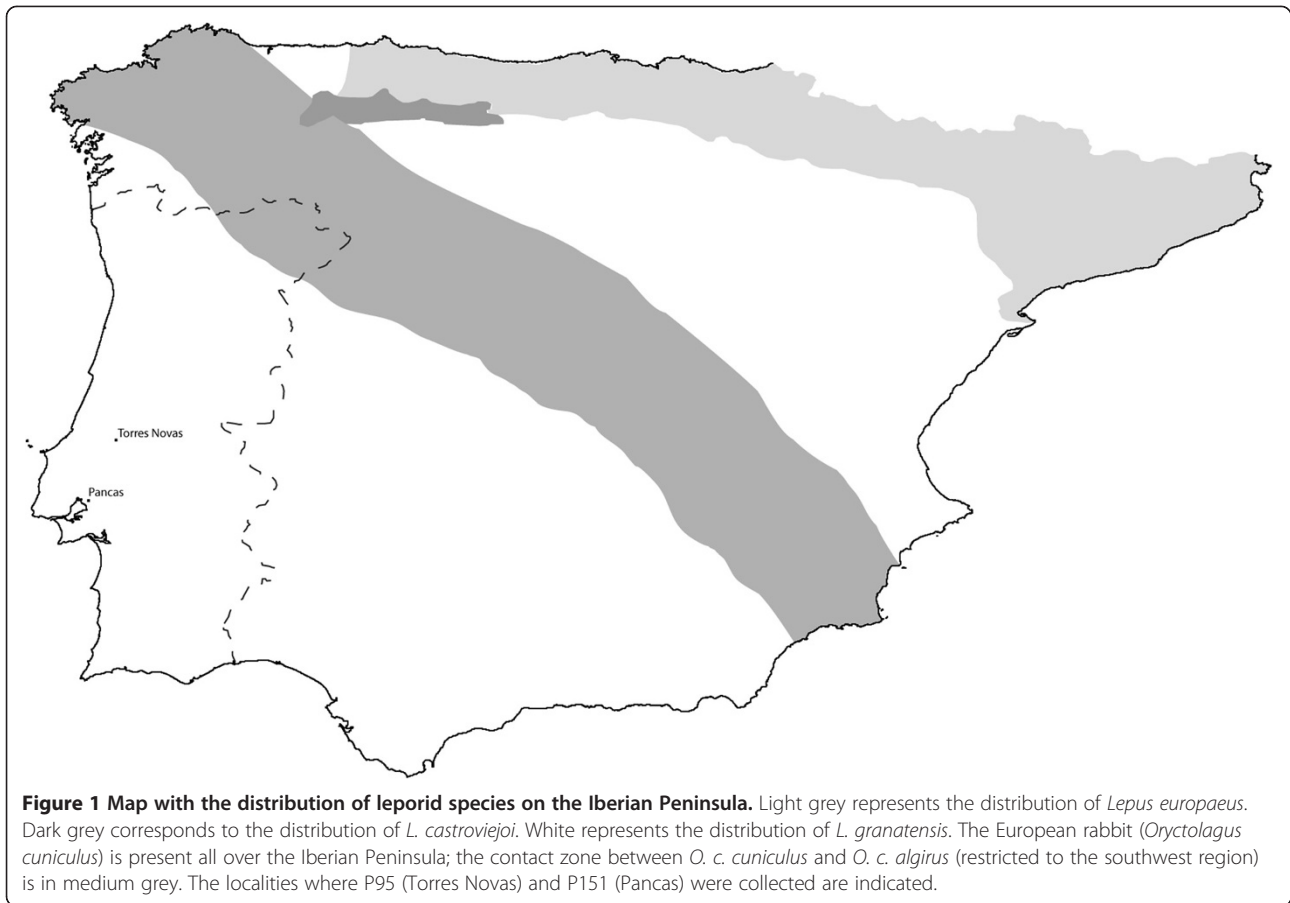 Torres Novas
Pancas
Figure 1 Map with the distribution of leporid species on the Iberian Peninsula. Light grey represents the distribution of Lepus europaeus.
Dark grey corresponds to the distribution of L. castroviejoi. White represents the distribution of L. granatensis. The European rabbit (Oryctolagus
cuniculus) is present all over the Iberian Peninsula; the contact zone between O. c. cuniculus and O. c. algirus (restricted to the southwest region)
is in medium grey. The localities where P95 (Torres Novas) and P151 (Pancas) were collected are indicated.